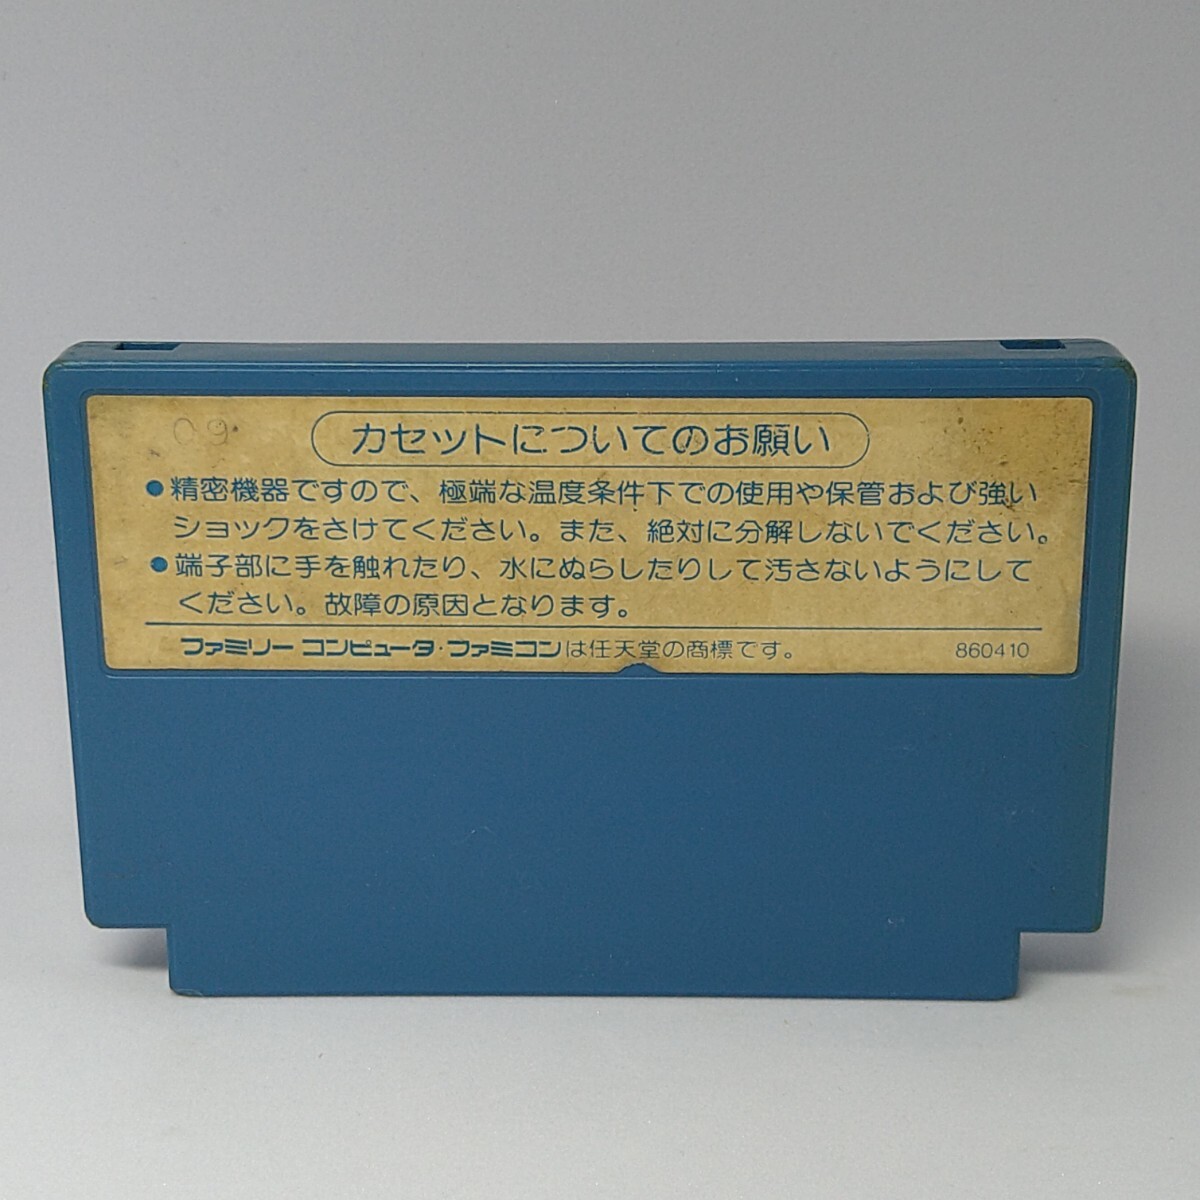 09
カセットについてのお願い
●精密機器ですので、極端な温度条件下での使用や保管および強い
ショックをさけてください。また、絶対に分解しないでください。
●端子部に手を触れたり、水にぬらしたりして汚さないようにして
ください。故障の原因となります。
ファミリーコンピュータ・ファミコンは任天堂の商標です。 860410